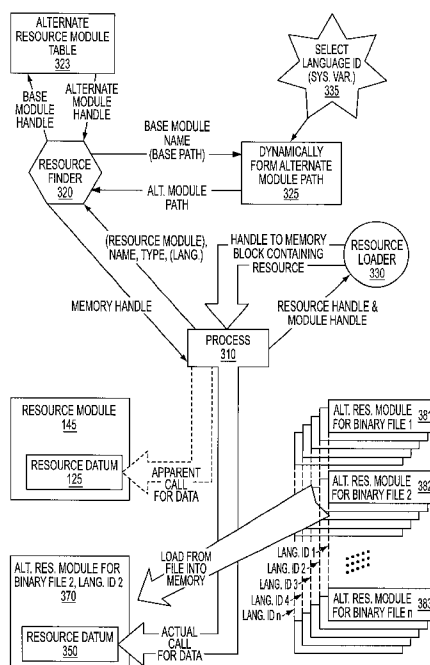 ALTERNATE
RESOURCE MODULE
TABLE
323
SELECT
LANGUAGE ID
(SYS. VAR.)
335
BASE
MODULE
HANDLE
ALTERNATE
MODULE
HANDLE
BASE MODULE
NAME
(BASE PATH)
RESOURCE
FINDER
320
DYNAMICALLY
FORM ALTERNATE
MODULE PATH
325
ALT. MODULE
PATH
(RESOURCE MODULE),
NAME, TYPE, (LANG.)
HANDLE TO MEMORY
BLOCK CONTAINING
RESOURCE
RESOURCE
LOADER
330
MEMORY HANDLE
RESOURCE HANDLE &
MODULE HANDLE
PROCESS
310
RESOURCE MODULE
145
RESOURCE DATUM
125
APPARENT
CALL
FOR DATA
ALT. RES. MODULE
FOR BINARY FILE 1
381
ALT. RES. MODULE
FOR BINARY FILE 2
382
LOAD FROM
FILE INTO
MEMORY
LANG. ID 1
LANG. ID 2
LANG. ID 3
LANG. ID 4
LANG. ID n
ALT. RES. MODULE
FOR BINARY FILE n
383
ALT. RES. MODULE FOR
BINARY FILE 2, LANG. ID 2
370
RESOURCE DATUM
350
ACTUAL
CALL
FOR DATA